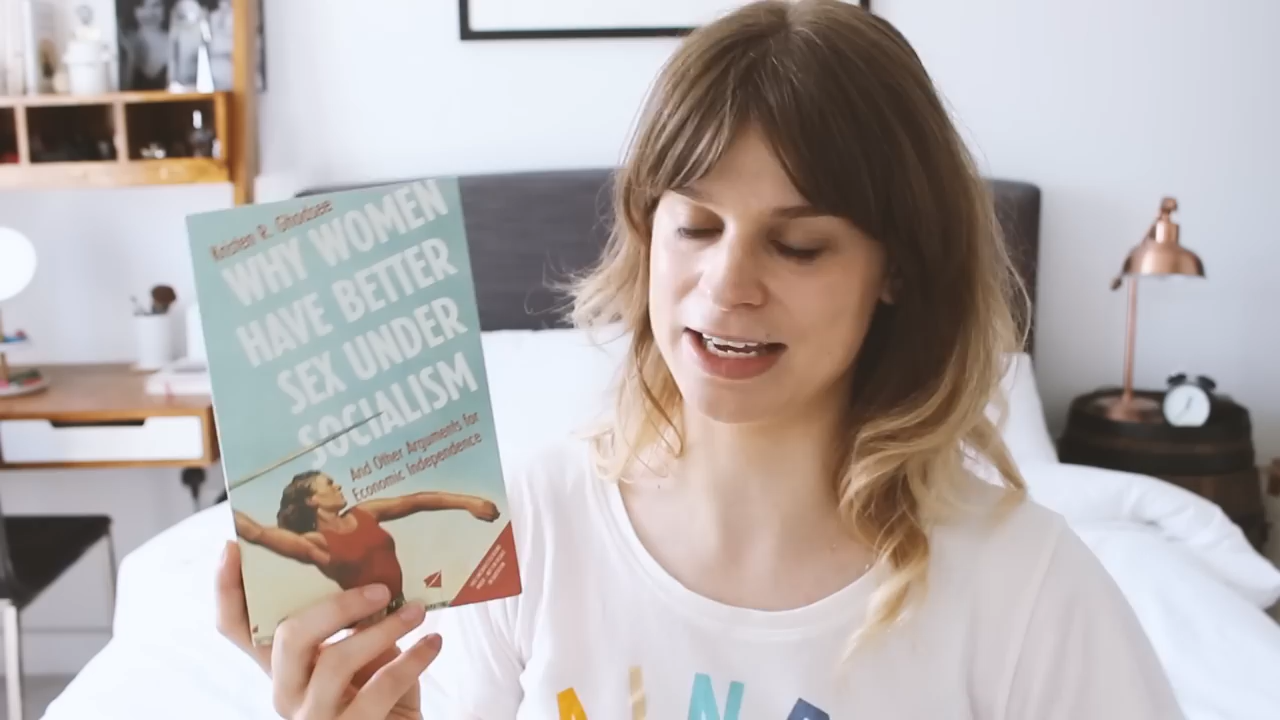 Kristen R. Ghodsee
WHY WOMEN
HAVE BETTER
SEX UNDER
SOCIALISM
And Other Arguments for
Economic Independence